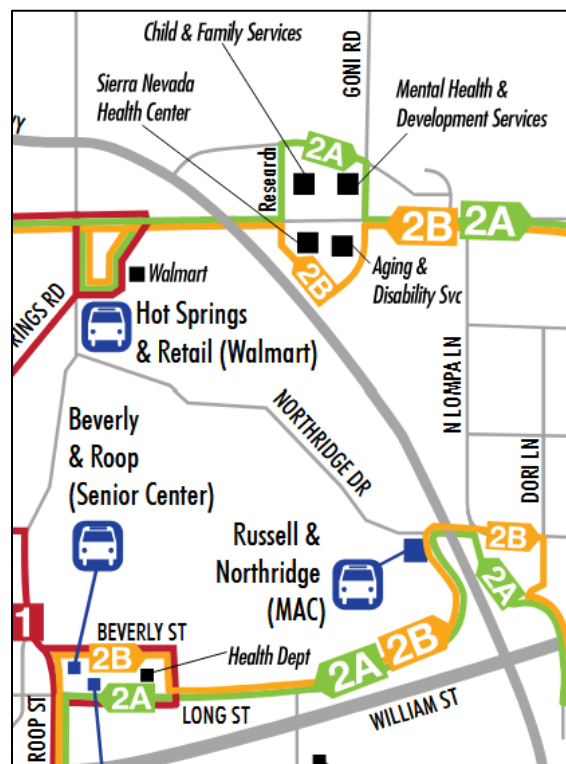 Child & Family Services
GONI RD
Sierra Nevada
Health Center
Mental Health &
Development Services
Research
2A
2B
2A
2B
Aging &
Disability Svc
Walmart
RINGS RD
Hot Springs
& Retail (Walmart)
N LOMPA LN
NORTHRIDGE DR
DORI LN
Beverly
& Roop
(Senior Center)
Russell &
Northridge
(MAC)
2B
2A
1
BEVERLY ST
2B
Health Dept
2A
2B
2A
LONG ST
WILLIAM ST
ROOP ST